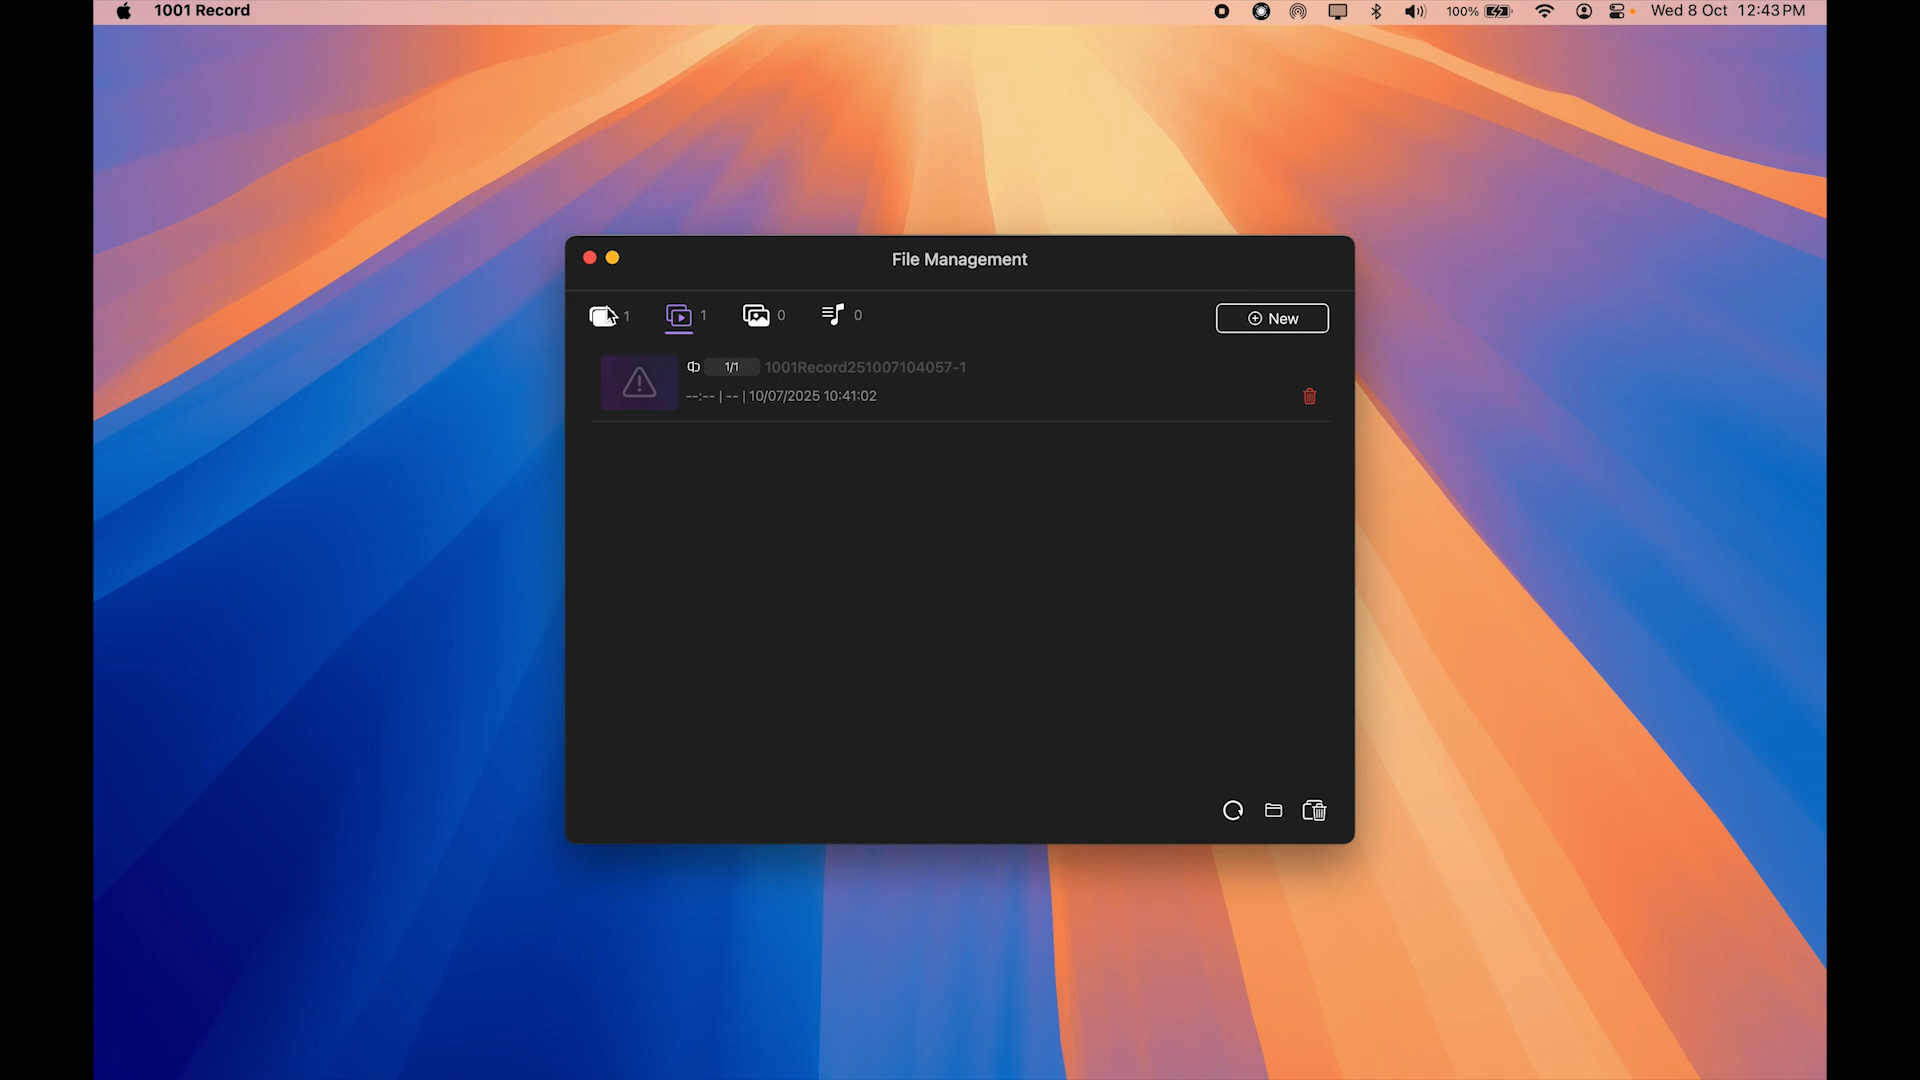 1001 Record
100%
Wed 8 Oct 12:43 PM
File Management
1
1
0
0
New
1/1 1001Record251007104057-1
--:-- | -- | 10/07/2025 10:41:02